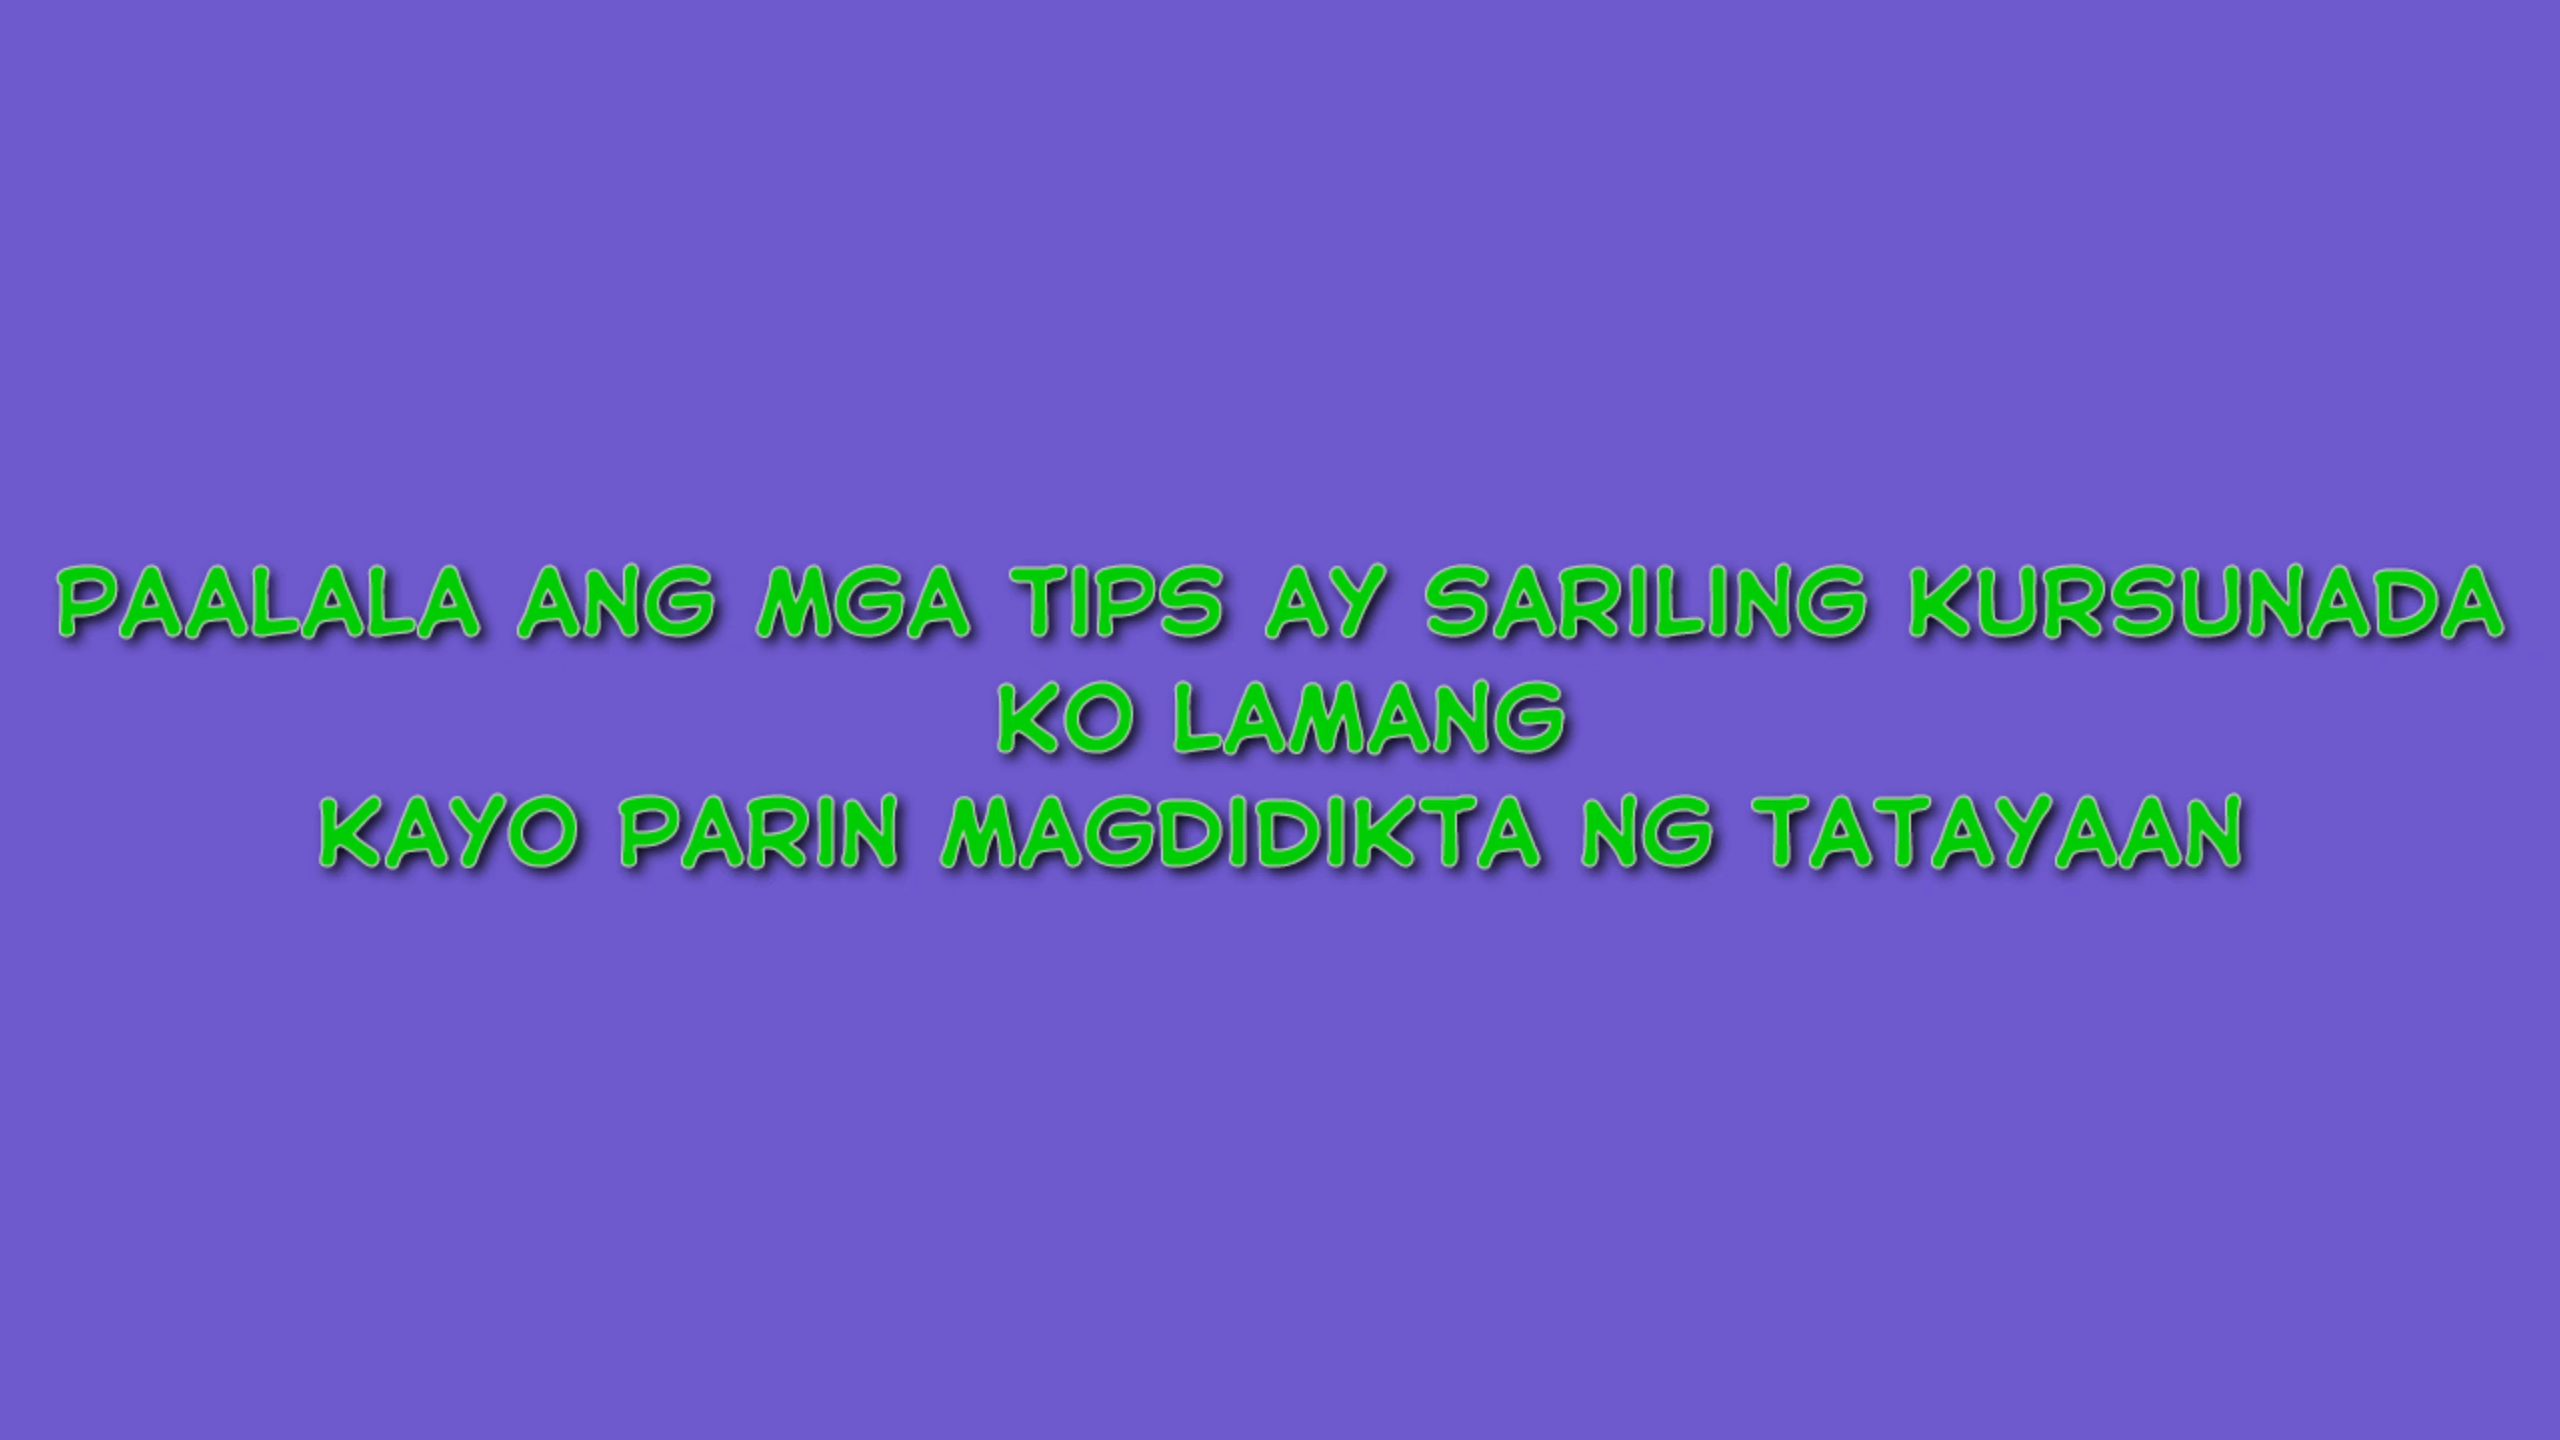 PAALALA ANG MGA TIPS AY SARILING KURSUNADA
KO LAMANG
KAYO PARIN MAGDIDIKTA NG TATAYAAN